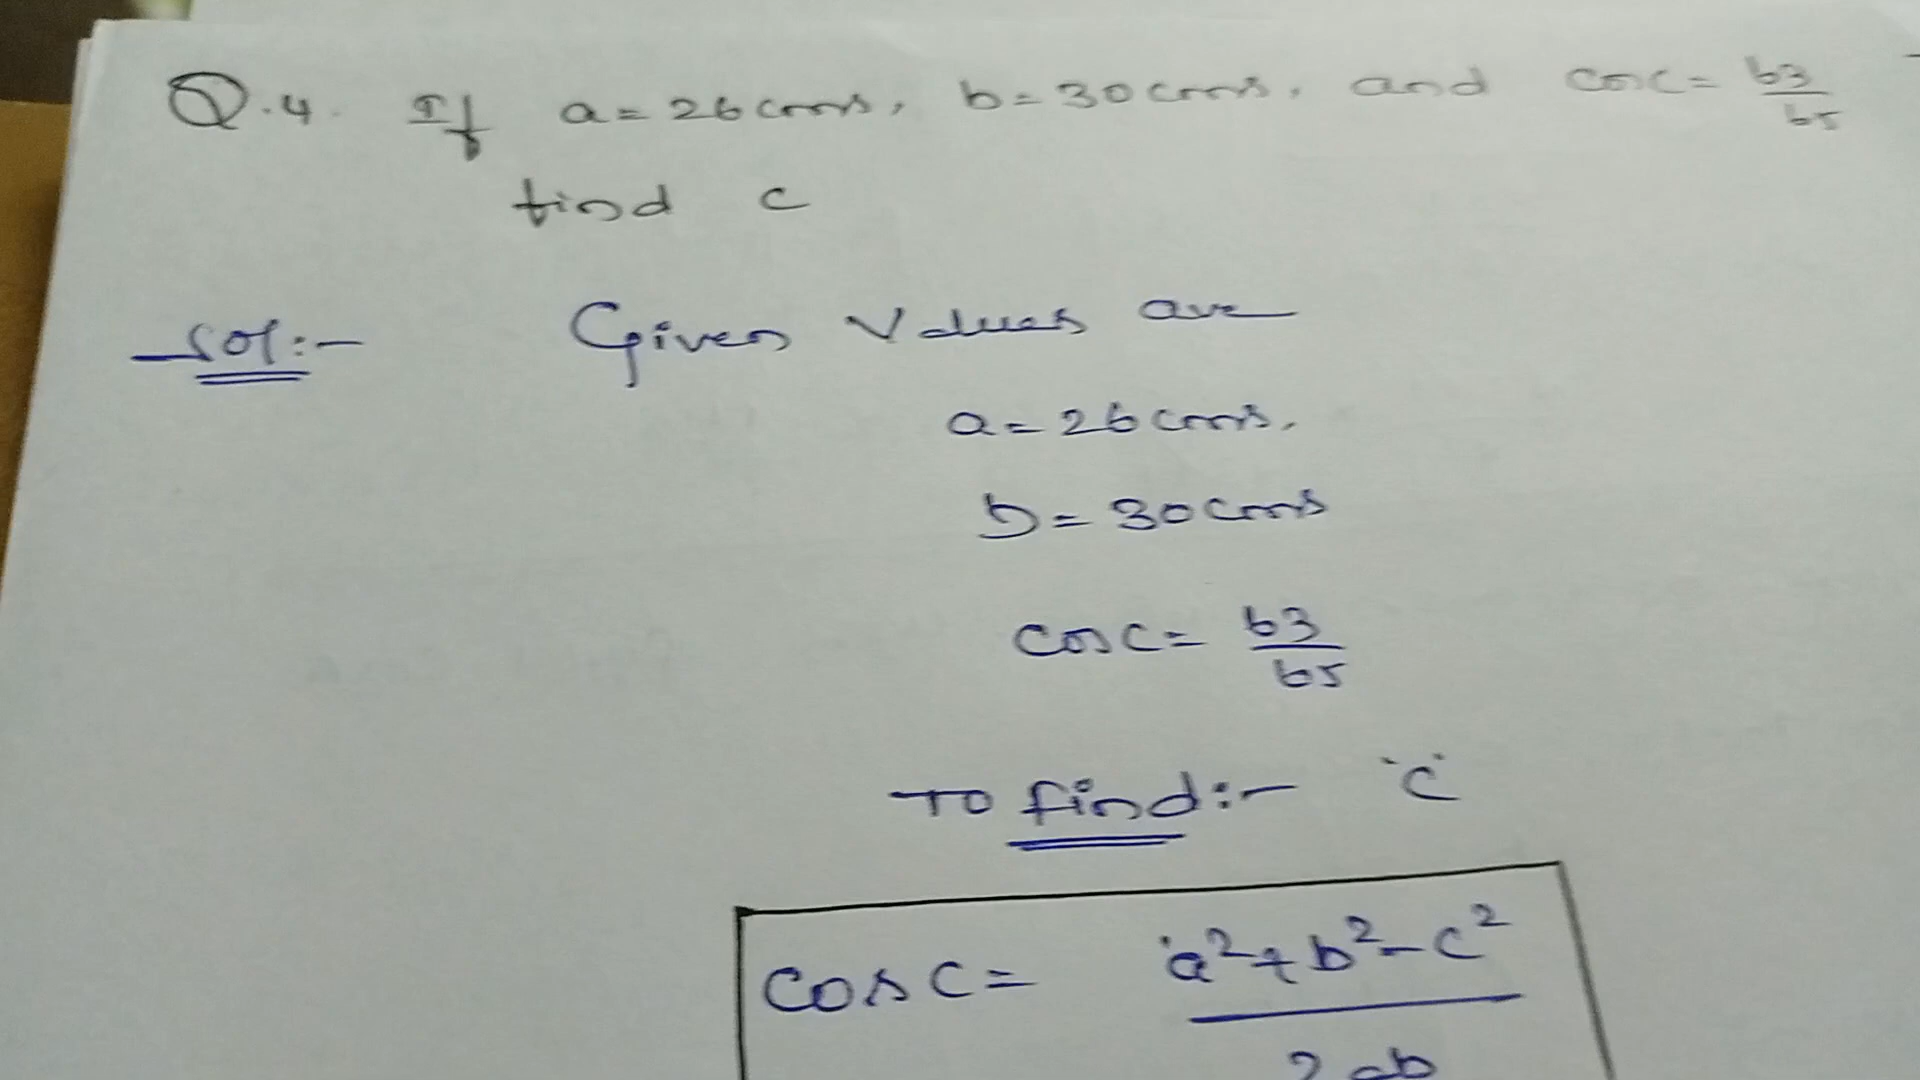 Q.4. If a=26cms, b=30cms, and cosc= 63/65
find c
Sol:- Given Values are
a=26cms.
b=30cms
cosc= 63/65
To find:- 'c'
cosc= a²+b²-c²/2ab